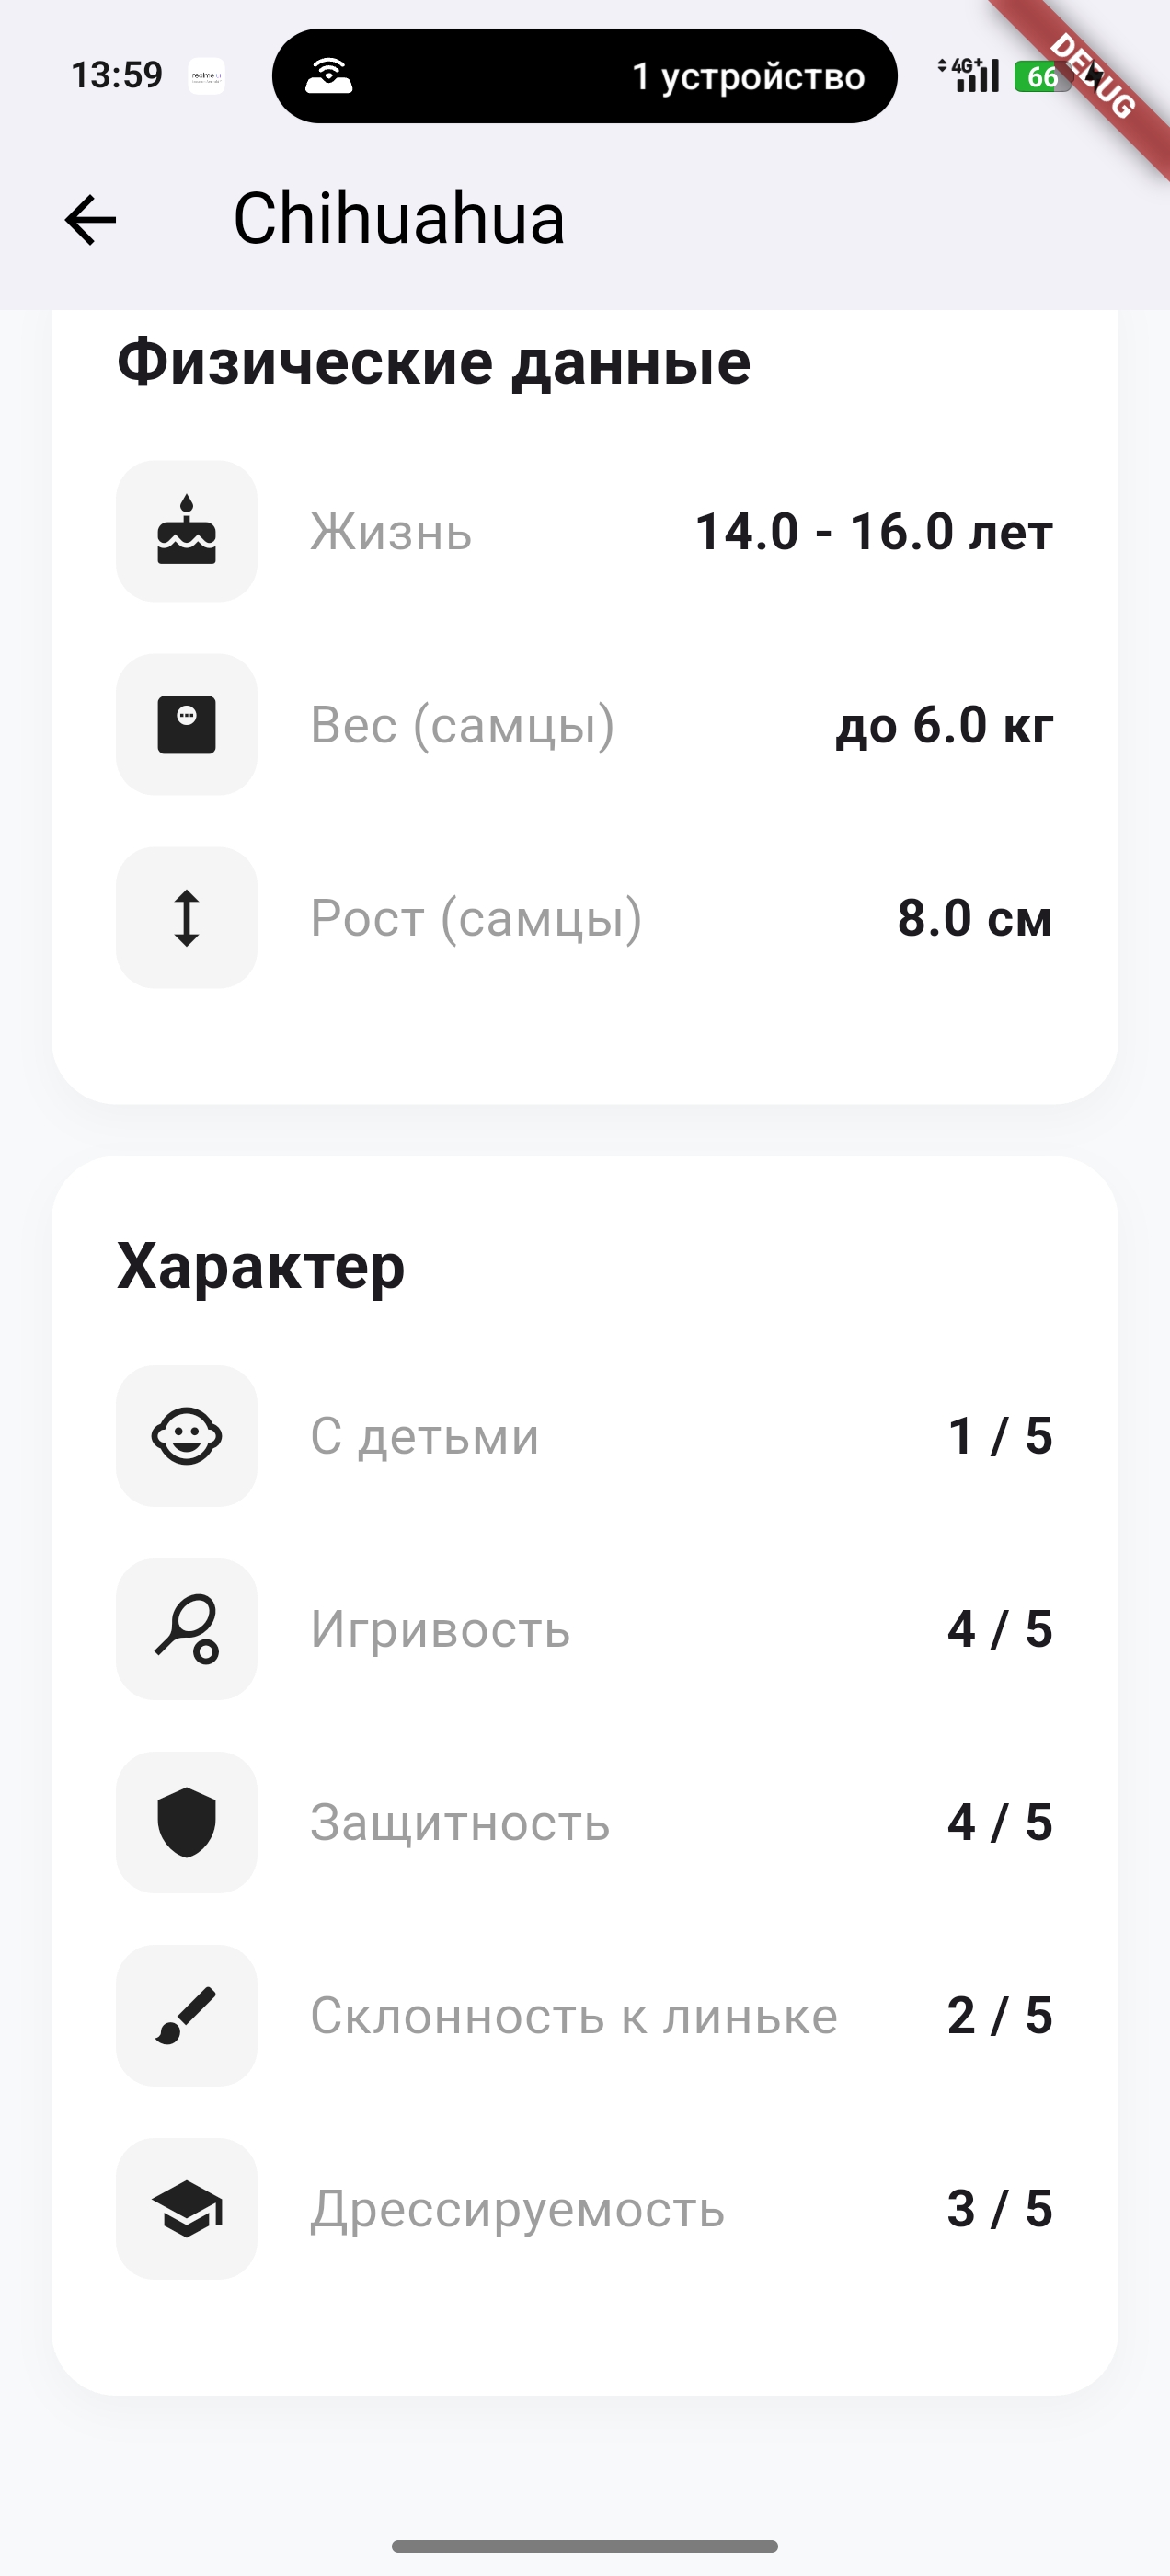 13:59
1 устройство
4G+
66
DEBUG
Chihuahua
Физические данные
Жизнь 14.0 - 16.0 лет
Вес (самцы) до 6.0 кг
Рост (самцы) 8.0 см
Характер
С детьми 1 / 5
Игривость 4 / 5
Защитность 4 / 5
Склонность к линьке 2 / 5
Дрессируемость 3 / 5